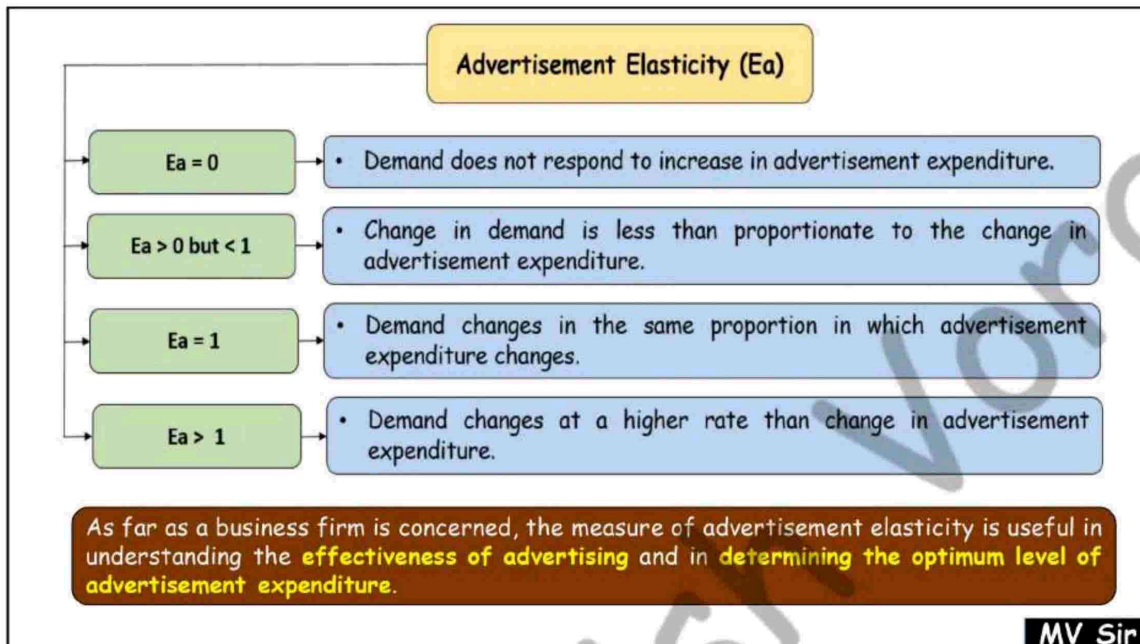 Advertisement Elasticity (Ea)
Ea = 0
• Demand does not respond to increase in advertisement expenditure.
Ea > 0 but < 1
• Change in demand is less than proportionate to the change in
advertisement expenditure.
Ea = 1
• Demand changes in the same proportion in which advertisement
expenditure changes.
Ea > 1
• Demand changes at a higher rate than change in advertisement
expenditure.
As far as a business firm is concerned, the measure of advertisement elasticity is useful in
understanding the effectiveness of advertising and in determining the optimum level of
advertisement expenditure.
MV Sir